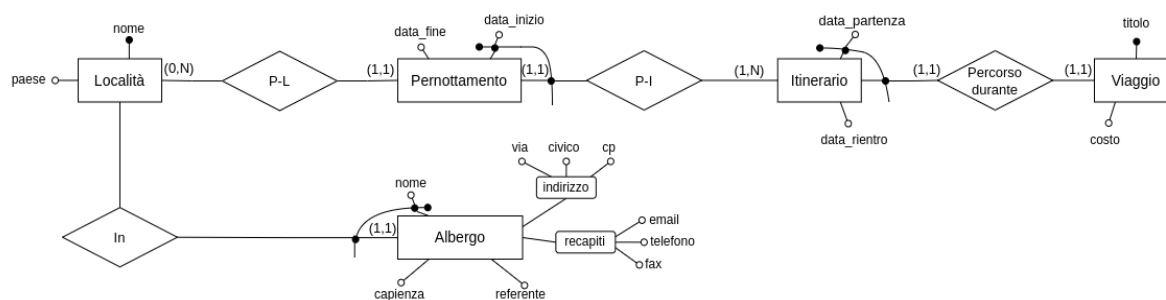 nome
paese
Località
(0,N)
P-L
(1,1)
data_fine
data_inizio
Pernottamento
(1,1)
P-I
(1,N)
data_partenza
Itinerario
data_rientro
(1,1)
Percorso
durante
(1,1)
titolo
Viaggio
costo
In
(1,1)
nome
Albergo
capienza
referente
via
civico
cp
indirizzo
recapiti
email
telefono
fax